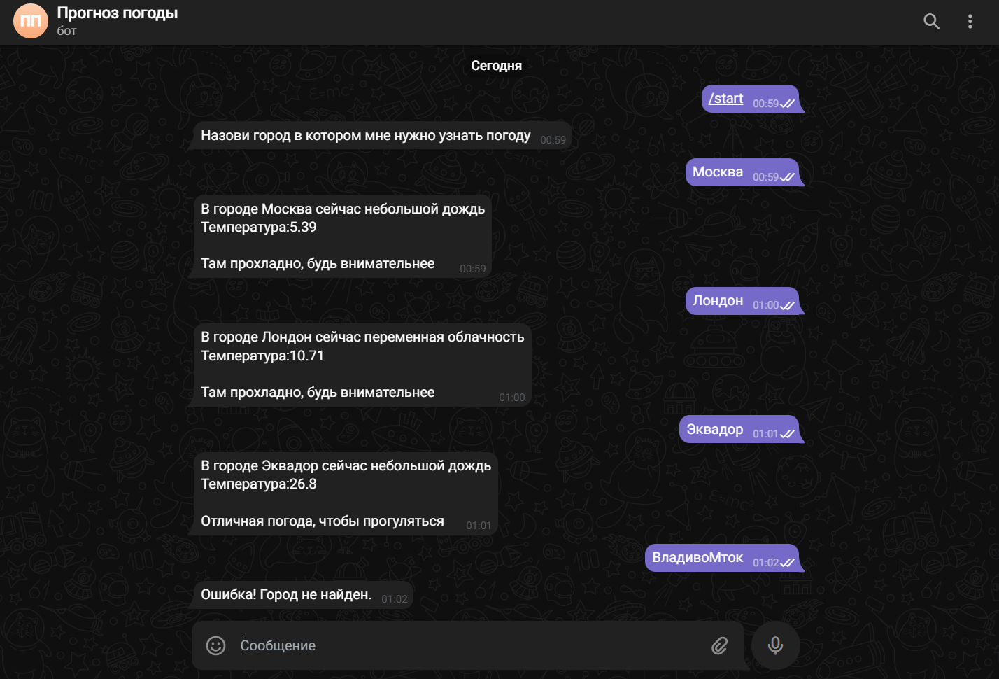 ПП
Прогноз погоды
бот
Сегодня
/start 00:59
Назови город в котором мне нужно узнать погоду 00:59
Москва 00:59
В городе Москва сейчас небольшой дождь
Температура:5.39
Там прохладно, будь внимательнее 00:59
Лондон 01:00
В городе Лондон сейчас переменная облачность
Температура:10.71
Там прохладно, будь внимательнее 01:00
Эквадор 01:01
В городе Эквадор сейчас небольшой дождь
Температура:26.8
Отличная погода, чтобы прогуляться 01:01
ВладивоМток 01:02
Ошибка! Город не найден. 01:02
Сообщение